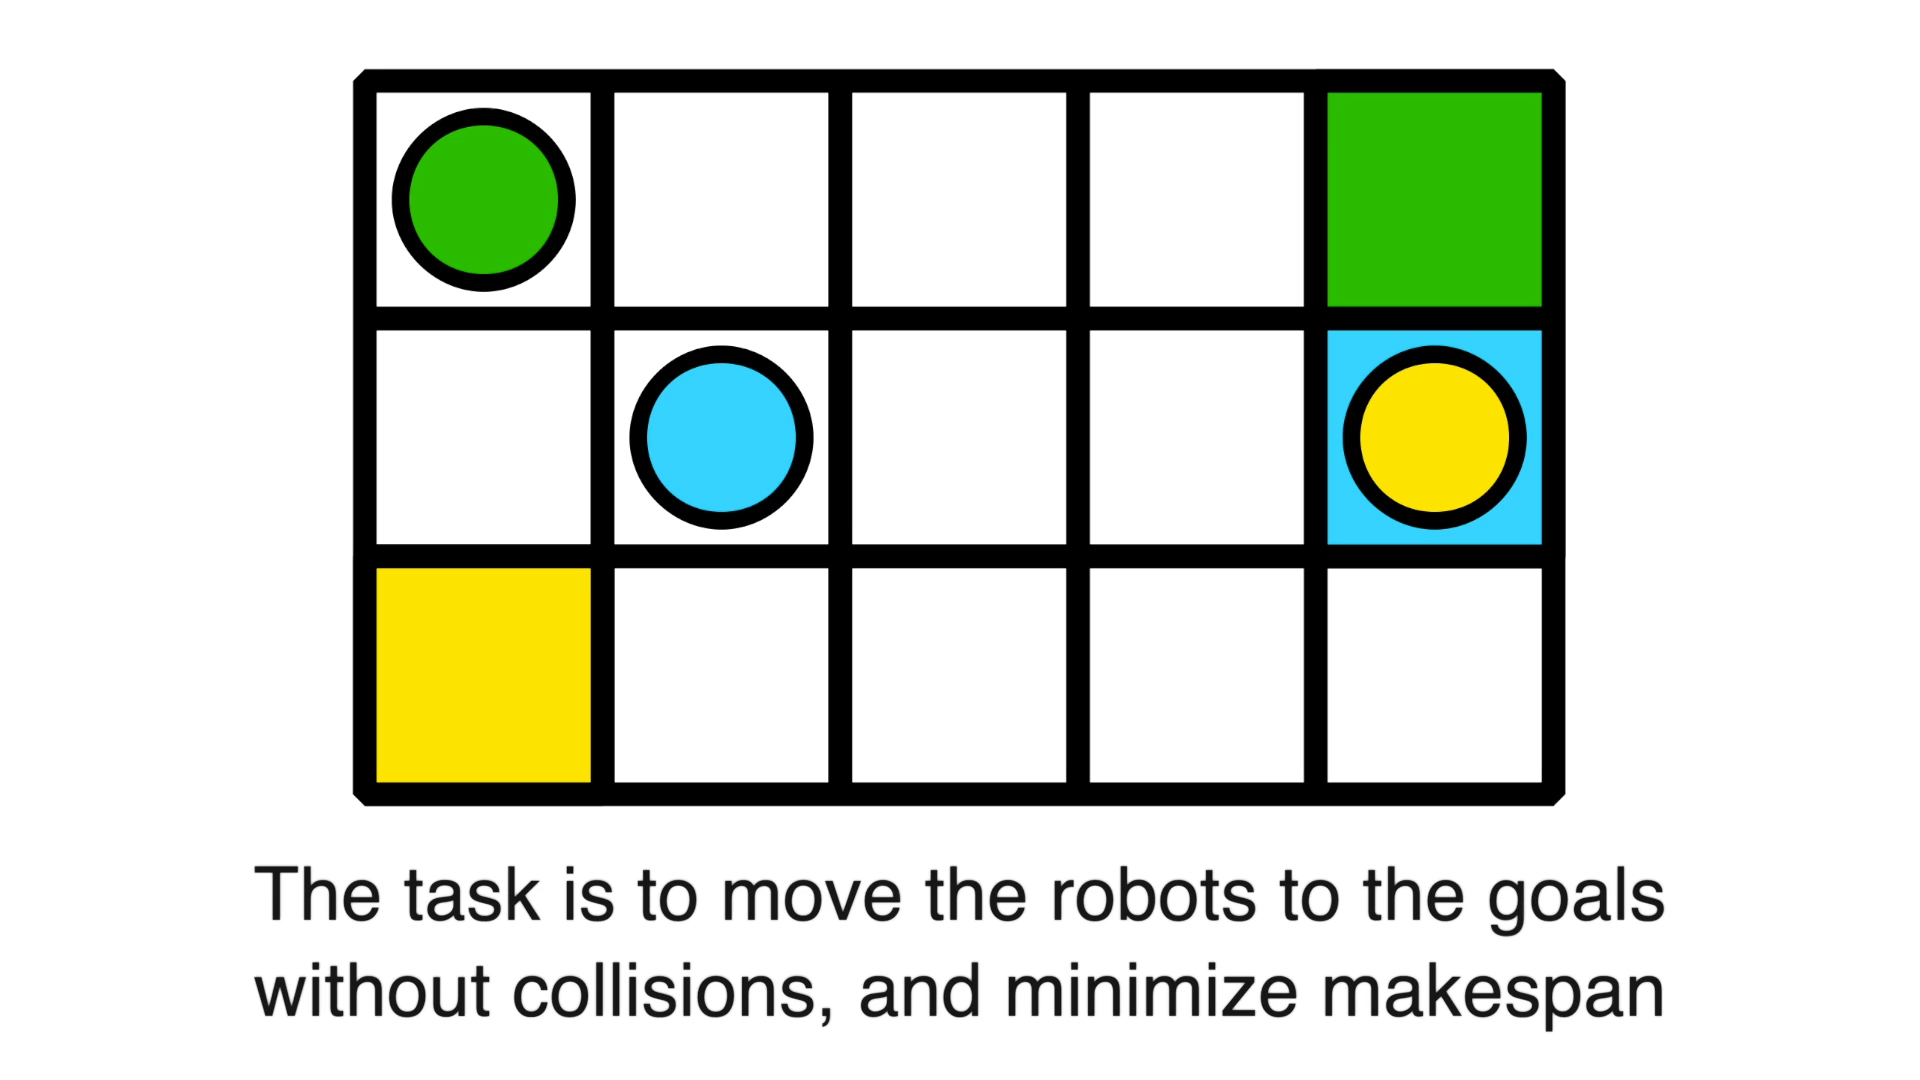 The task is to move the robots to the goals
without collisions, and minimize makespan